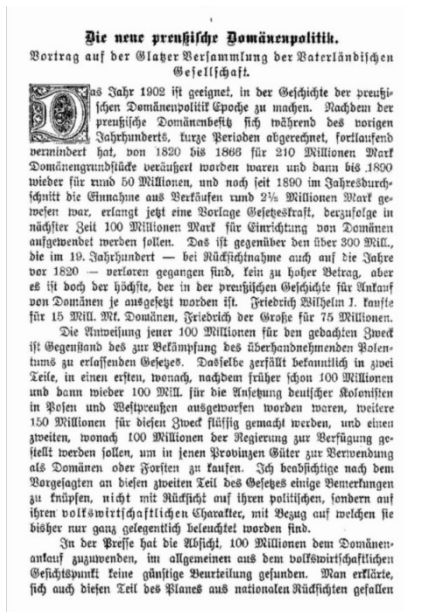 Die neue preußische Domänenpolitik.
Vortrag auf der Glatzer Versammlung der Vaterländischen
Gesellschaft.
Das Jahr 1902 ist geeignet, in der Geschichte der preußi-
schen Domänenpolitik Epoche zu machen. Nachdem der
preußische Domänenbesitz sich während des vorigen
Jahrhunderts, kurze Perioden abgerechnet, fortlaufend
vermindert hat, von 1820 bis 1866 für 210 Millionen Mark
Domänengrundstücke veräußert worden waren und dann bis 1890
wieder für rund 50 Millionen, und noch seit 1890 im Jahresdurch-
schnitt die Einnahme aus Verkäufen rund 2½ Millionen Mark ge-
wesen war, erlangt jetzt eine Vorlage Gesetzeskraft, derzufolge in
nächster Zeit 100 Millionen Mark für Einrichtung von Domänen
aufgewendet werden sollen. Das ist gegenüber den über 300 Mill.,
die im 19. Jahrhundert — bei Rücksichtnahme auch auf die Jahre
vor 1820 — verloren gegangen sind, kein zu hoher Betrag, aber
es ist doch der höchste, der in der preußischen Geschichte für Ankauf
von Domänen je ausgesetzt worden ist. Friedrich Wilhelm I. kaufte
für 15 Mill. Mk. Domänen, Friedrich der Große für 75 Millionen.
Die Anweisung jener 100 Millionen für den gedachten Zweck
ist Gegenstand des zur Bekämpfung des überhandnehmenden Polen-
tums zu erlassenden Gesetzes. Dasselbe zerfällt bekanntlich in zwei
Teile, in einen ersten, wonach, nachdem früher schon 100 Millionen
und dann wieder 100 Mill. für die Ansetzung deutscher Kolonisten
in Posen und Westpreußen ausgeworfen worden waren, weitere
150 Millionen für diesen Zweck flüssig gemacht werden, und einen
zweiten, wonach 100 Millionen der Regierung zur Verfügung ge-
stellt werden sollen, um in jenen Provinzen Güter zur Verwendung
als Domänen oder Forsten zu kaufen. Ich beabsichtige nach dem
Vorgesagten an diesen zweiten Teil des Gesetzes einige Bemerkungen
zu knüpfen, nicht mit Rücksicht auf ihren politischen, sondern auf
ihren volkswirtschaftlichen Charakter, mit Bezug auf welchen sie
bisher nur ganz gelegentlich beleuchtet worden sind.
In der Presse hat die Absicht, 100 Millionen dem Domänen-
ankauf zuzuwenden, im allgemeinen aus dem volkswirtschaftlichen
Gesichtspunkt keine günstige Beurteilung gefunden. Man erklärte,
sich auch diesen Teil des Planes aus nationalen Rücksichten gefallen